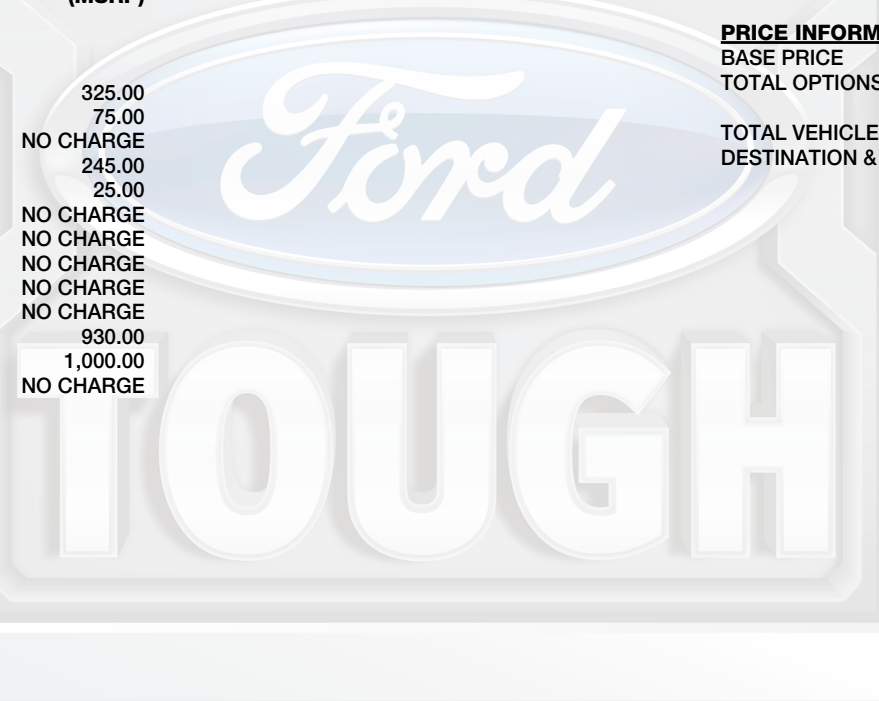 (MSRP)
325.00
75.00
NO CHARGE
245.00
25.00
NO CHARGE
NO CHARGE
NO CHARGE
NO CHARGE
NO CHARGE
930.00
1,000.00
NO CHARGE
PRICE INFORM
BASE PRICE
TOTAL OPTIONS
TOTAL VEHICLE
DESTINATION &
Ford
TOUGH